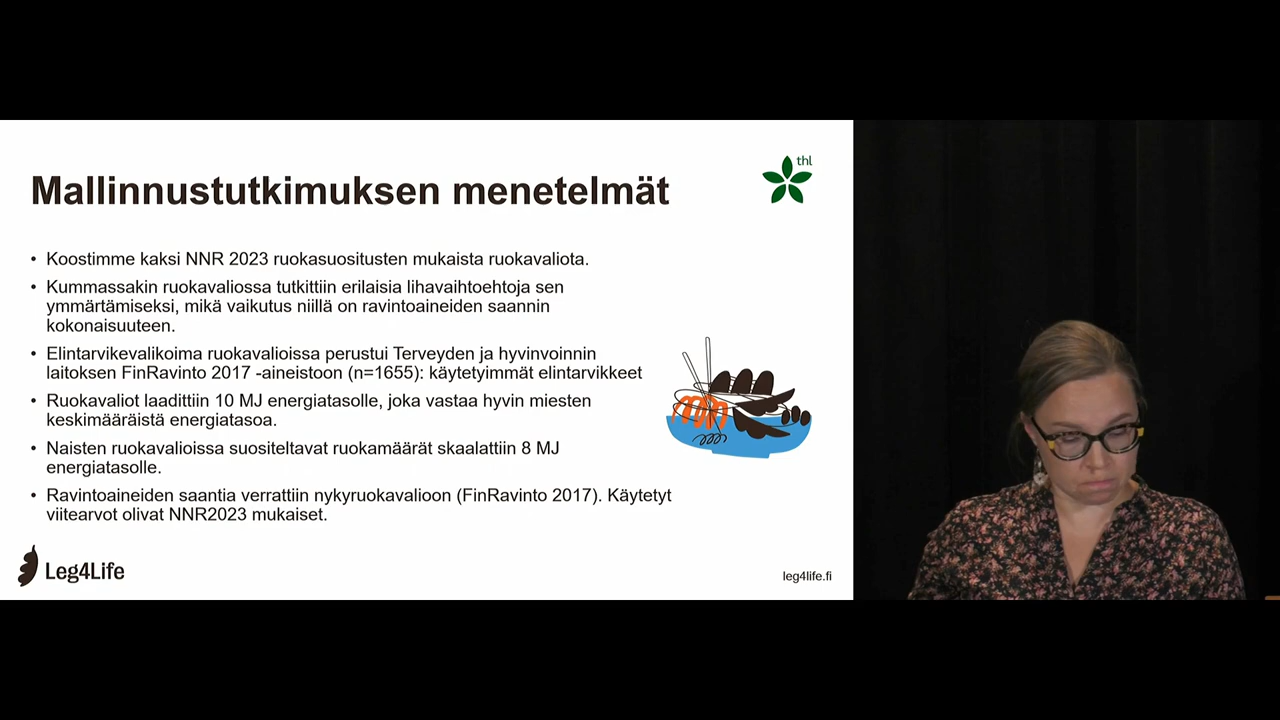 thl
Mallinnustutkimuksen menetelmät
• Koostimme kaksi NNR 2023 ruokasuositusten mukaista ruokavaliota.
• Kummassakin ruokavaliossa tutkittiin erilaisia lihavaihtoehtoja sen
ymmärtämiseksi, mikä vaikutus niillä on ravintoaineiden saannin
kokonaisuuteen.
• Elintarvikevalikoima ruokavalioissa perustui Terveyden ja hyvinvoinnin
laitoksen FinRavinto 2017 -aineistoon (n=1655): käytetyimmät elintarvikkeet
• Ruokavaliot laadittiin 10 MJ energiatasolle, joka vastaa hyvin miesten
keskimääräistä energiatasoa.
• Naisten ruokavalioissa suositeltavat ruokamäärät skaalattiin 8 MJ
energiatasolle.
• Ravintoaineiden saantia verrattiin nykyruokavalioon (FinRavinto 2017). Käytetyt
viitearvot olivat NNR2023 mukaiset.
Leg4Life
leg4life.fi